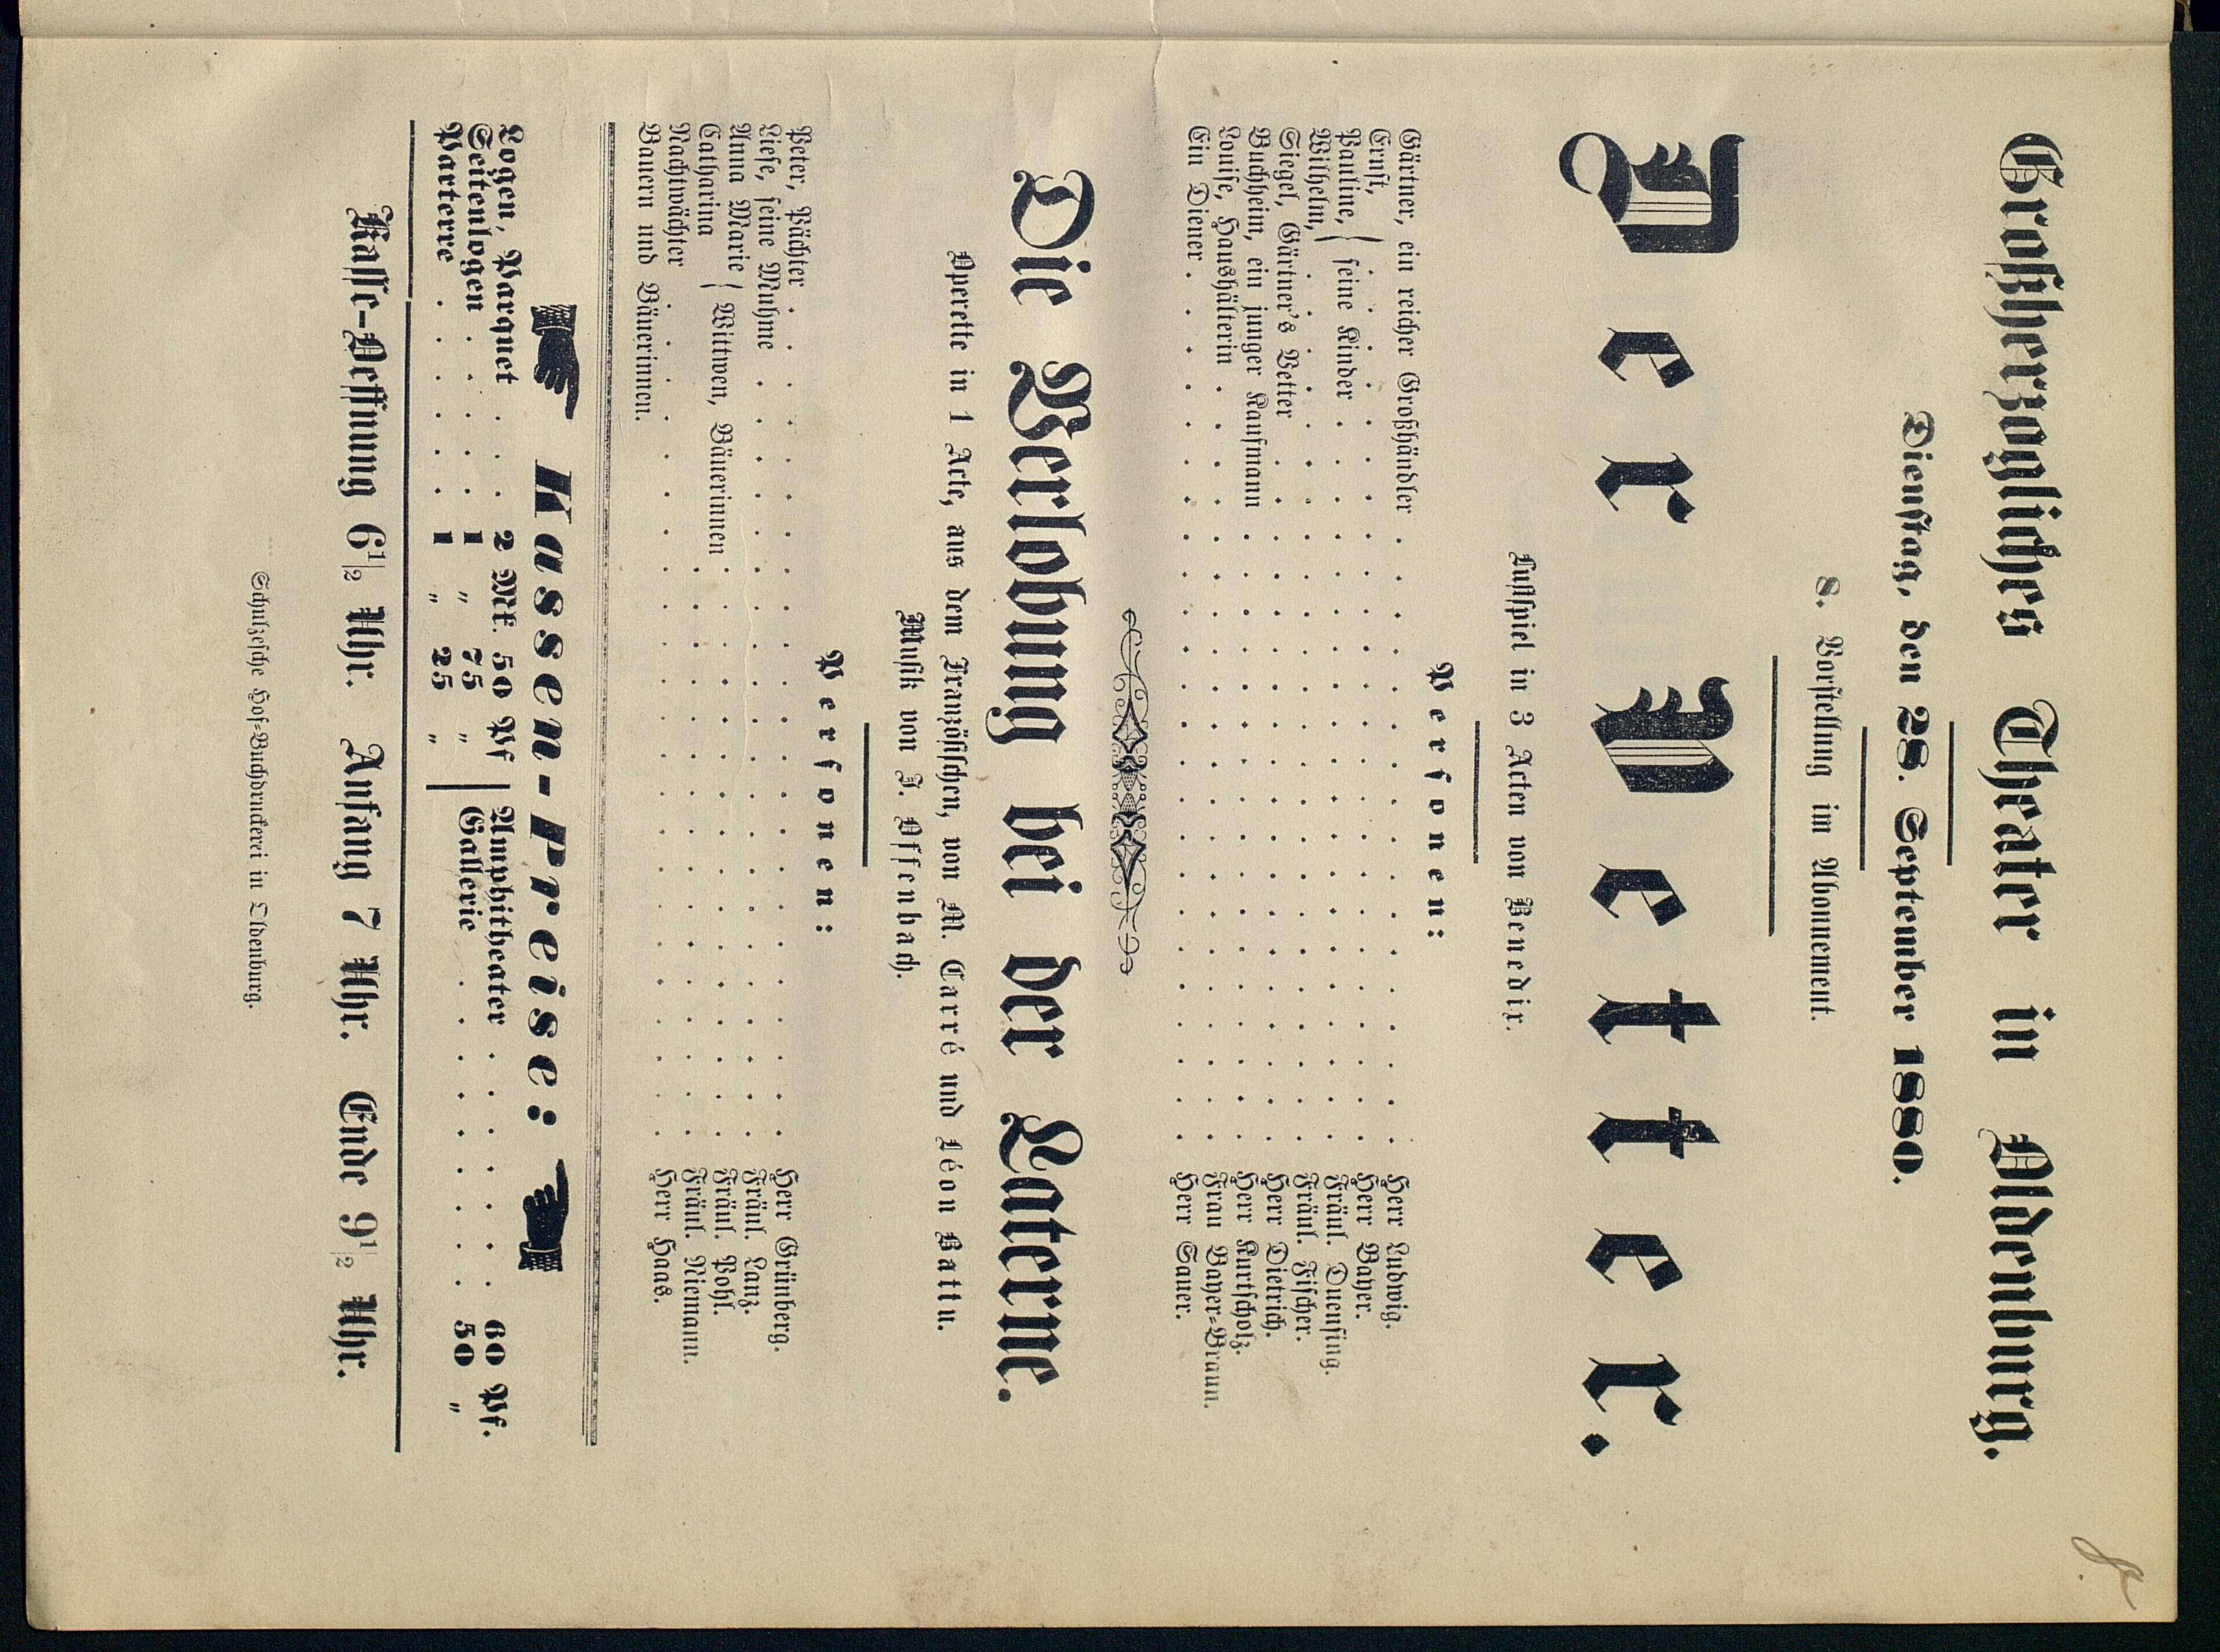 8.
Großherzogliches Theater in Oldenburg.
Dienstag, den 28. September 1880.
8. Vorstellung im Abonnement.
Der Vetter.
Lustspiel in 3 Acten von Benedix.
Personen:
Gärtner, ein reicher Großhändler . . . . . Herr Ludwig.
Ernst, . . . . . Herr Bayer.
Pauline, } seine Kinder . . . . . Fräul. Duensing.
Wilhelm, . . . . . Fräul. Fischer.
Siegel, Gärtner's Vetter . . . . . Herr Dietrich.
Buchheim, ein junger Kaufmann . . . . . Herr Kurtscholz.
Louise, Haushälterin . . . . . Frau Bayer-Braun.
Ein Diener . . . . . Herr Sauer.
Die Verlobung bei der Laterne.
Operette in 1 Acte, aus dem Französischen, von M. Carré und Léon Battu.
Musik von J. Offenbach.
Personen:
Peter, Pächter . . . . . Herr Grünberg.
Liese, seine Muhme . . . . . Fräul. Lanz.
Anna Marie } Wittwen, Bäuerinnen . . . . . Fräul. Pohl.
Catharina . . . . . Fräul. Niemann.
Nachtwächter . . . . . Herr Haas.
Bauern und Bäuerinnen.
Kassen-Preise:
Logen, Parquet . . . . 2 Mk. 50 Pf
Seitenlogen . . . . . 1 „ 75 „
Parterre . . . . . . 1 „ 25 „
Amphitheater . . . . . 60 Pf.
Gallerie . . . . . 50 „
Kasse-Oeffnung 6½ Uhr. Anfang 7 Uhr. Ende 9½ Uhr.
Schulzesche Hof-Buchdruckerei in Oldenburg.